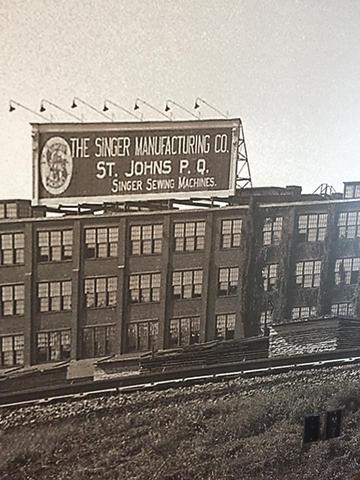 THE SINGER MANUFACTURING CO.
ST. JOHNS P. Q.
SINGER SEWING MACHINES.